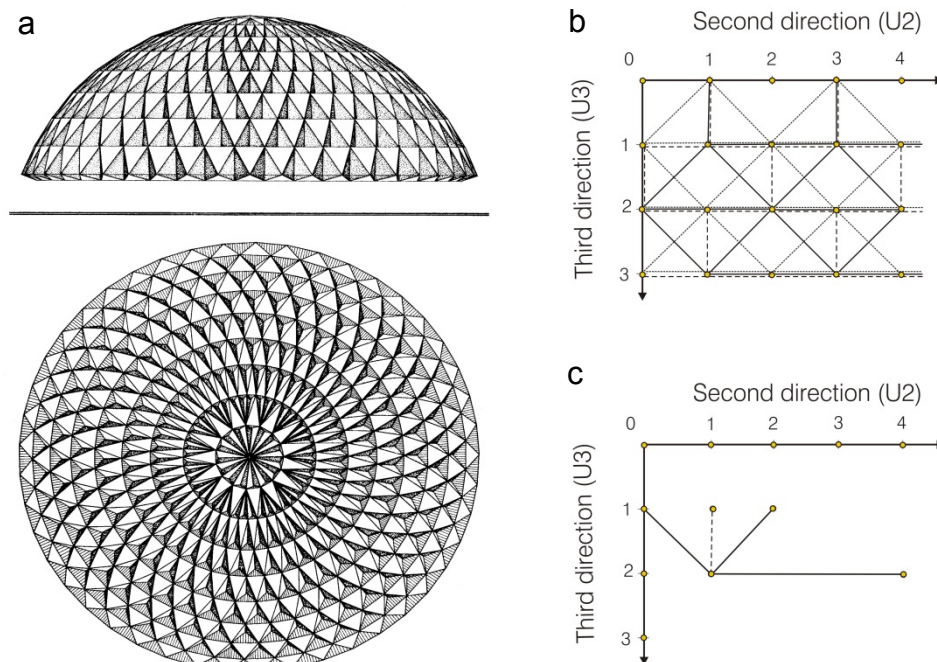 a
b
Second direction (U2)
0 1 2 3 4
Third direction (U3)
1
2
3
c
Second direction (U2)
0 1 2 3 4
Third direction (U3)
1
2
3